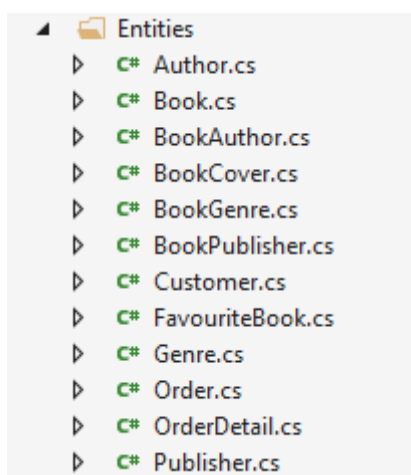 Entities
C# Author.cs
C# Book.cs
C# BookAuthor.cs
C# BookCover.cs
C# BookGenre.cs
C# BookPublisher.cs
C# Customer.cs
C# FavouriteBook.cs
C# Genre.cs
C# Order.cs
C# OrderDetail.cs
C# Publisher.cs